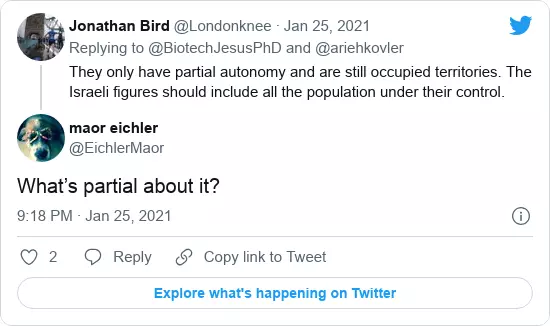 Jonathan Bird @Londonknee · Jan 25, 2021
Replying to @BiotechJesusPhD and @ariehkovler
They only have partial autonomy and are still occupied territories. The
Israeli figures should include all the population under their control.
maor eichler
@EichlerMaor
What’s partial about it?
9:18 PM · Jan 25, 2021
2 Reply Copy link to Tweet
Explore what's happening on Twitter